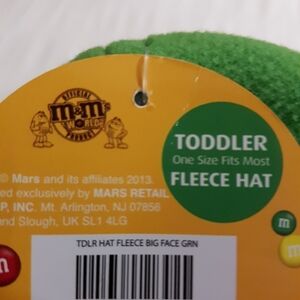 OFFICIAL
m&m's
WORLD
PRODUCT
TODDLER
One Size Fits Most
FLEECE HAT
© Mars and its affiliates 2013.
ed exclusively by MARS RETAIL
P, INC. Mt. Arlington, NJ 07856
and Slough, UK SL1 4LG
TDLR HAT FLEECE BIG FACE GRN
m
m